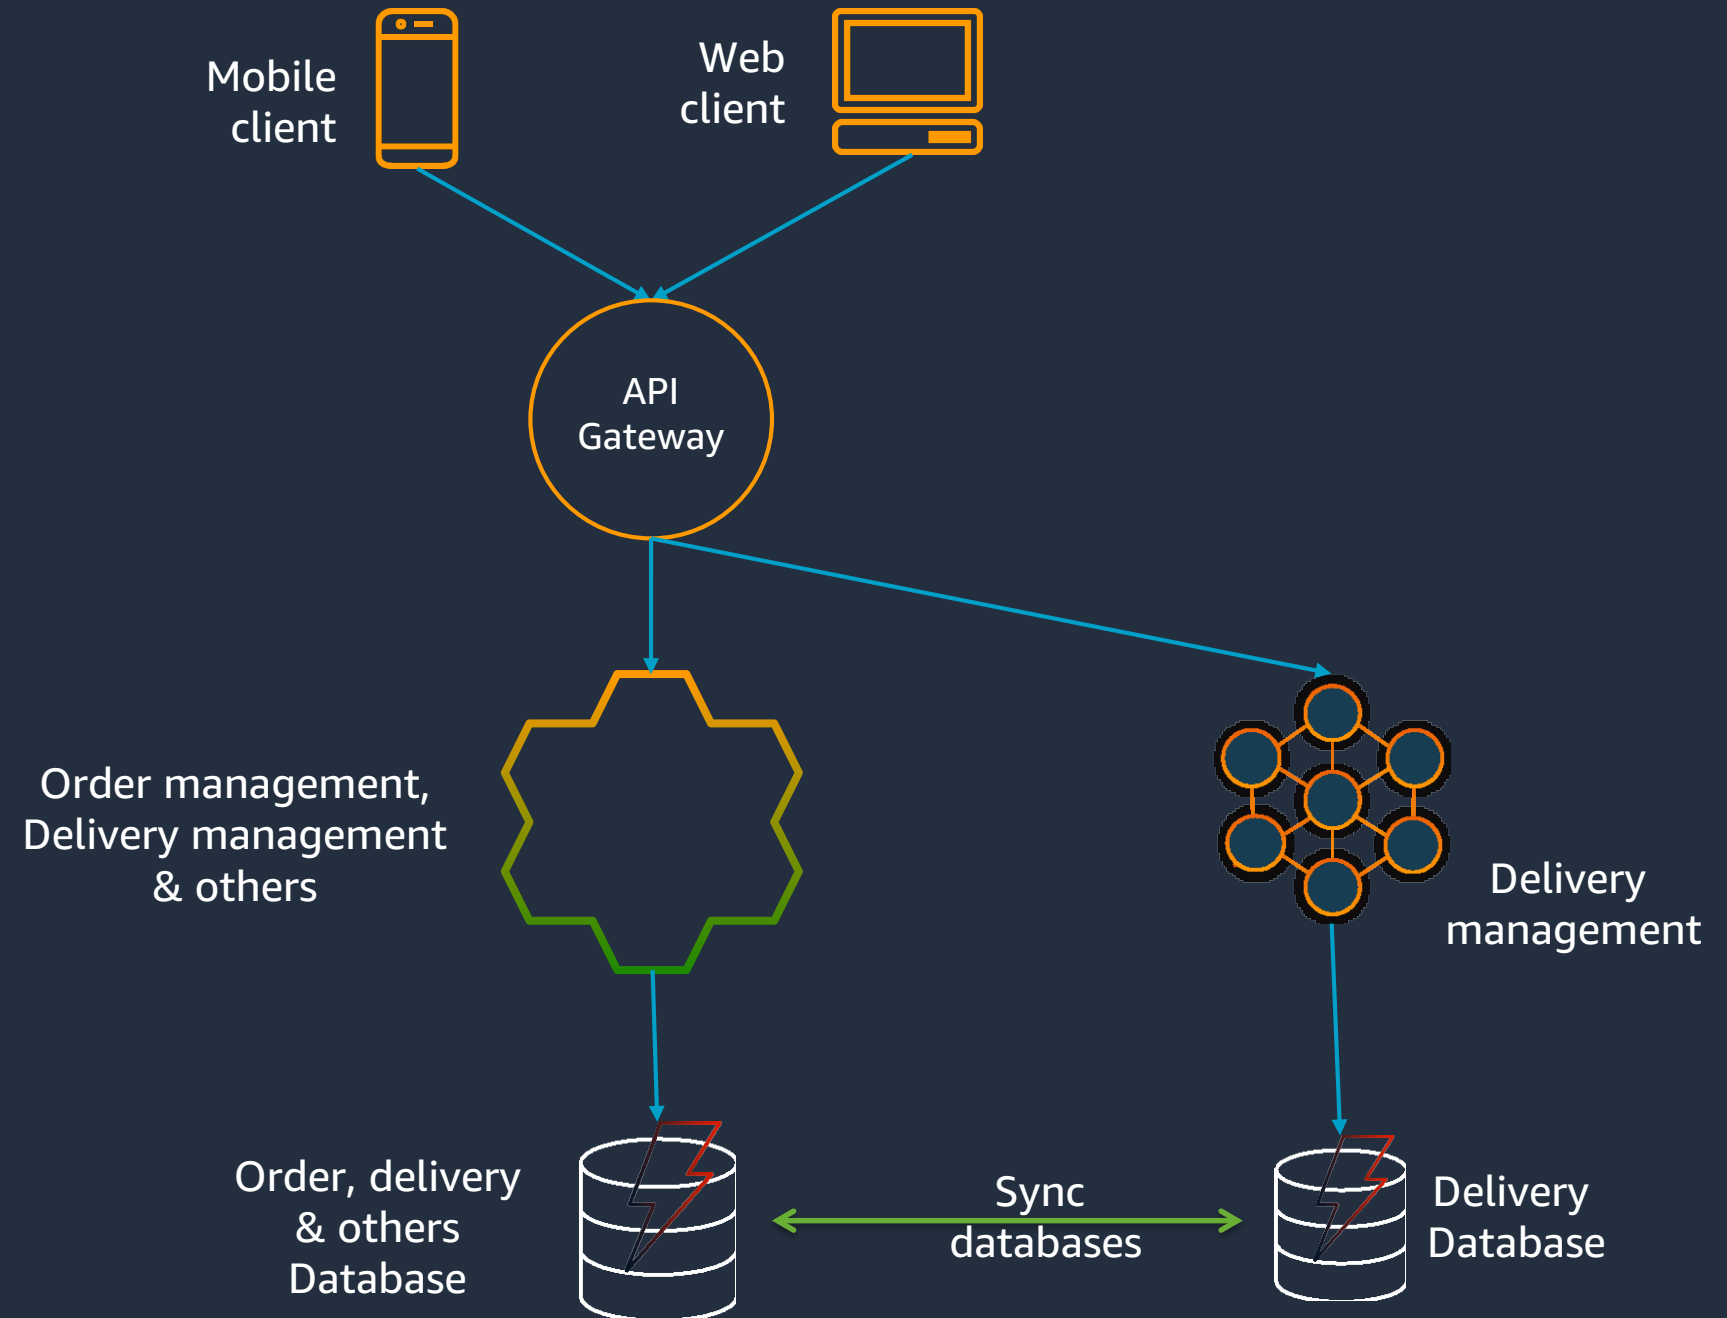 Mobile
client
Web
client
API
Gateway
Order management,
Delivery management
& others
Delivery
management
Order, delivery
& others
Database
Sync
databases
Delivery
Database